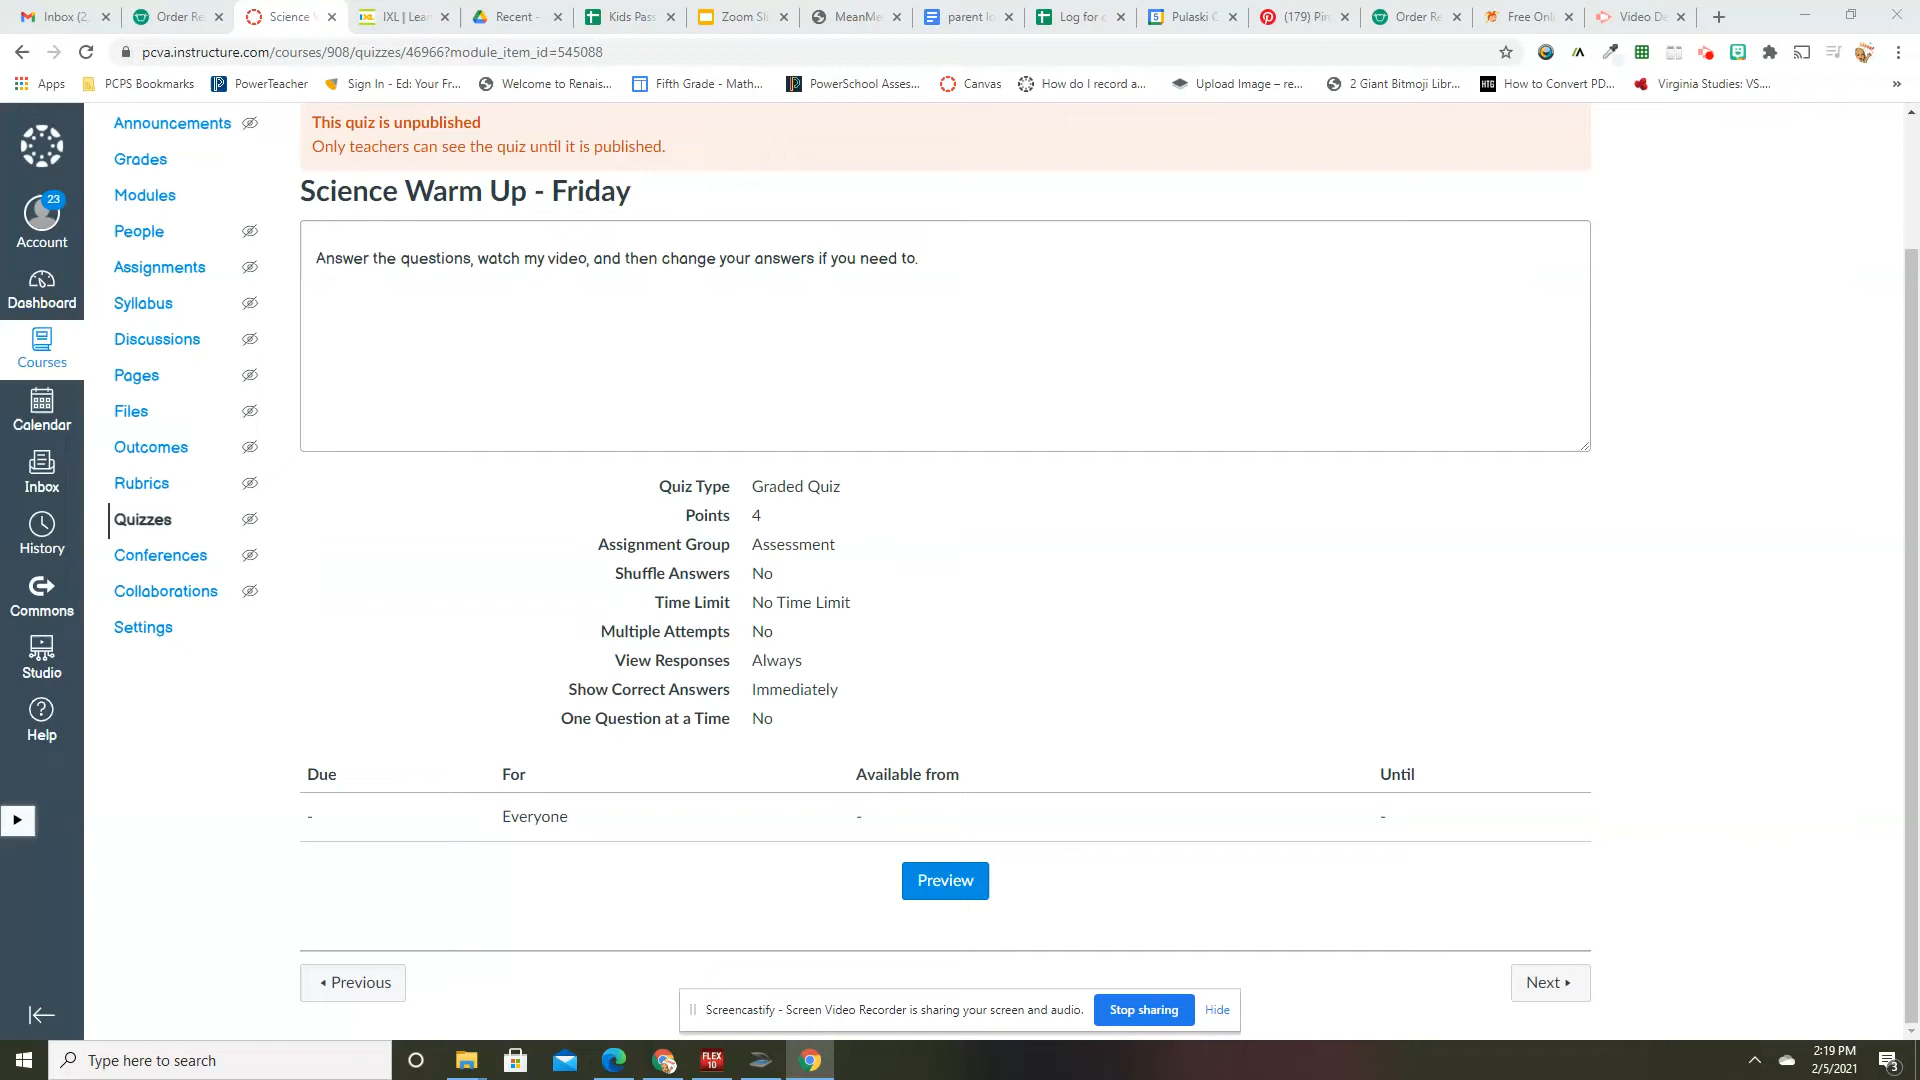 Inbox (2,
Order Re
Science W
IXL | Lear
Recent -
Kids Pass
Zoom Sli
MeanMe
parent lo
Log for c
Pulaski C
(179) Pin
Order Re
Free Onl
Video De
pcva.instructure.com/courses/908/quizzes/46966?module_item_id=545088
Apps
PCPS Bookmarks
PowerTeacher
Sign In - Ed: Your Fr...
Welcome to Renais...
Fifth Grade - Math...
PowerSchool Asses...
Canvas
How do I record a...
Upload Image – re...
2 Giant Bitmoji Libr...
HTG
How to Convert PD...
Virginia Studies: VS....
»
23
Account
Dashboard
Courses
Calendar
Inbox
History
Commons
Studio
Help
Announcements
Grades
Modules
People
Assignments
Syllabus
Discussions
Pages
Files
Outcomes
Rubrics
Quizzes
Conferences
Collaborations
Settings
This quiz is unpublished
Only teachers can see the quiz until it is published.
Science Warm Up - Friday
Answer the questions, watch my video, and then change your answers if you need to.
Quiz Type Graded Quiz
Points 4
Assignment Group Assessment
Shuffle Answers No
Time Limit No Time Limit
Multiple Attempts No
View Responses Always
Show Correct Answers Immediately
One Question at a Time No
Due For Available from Until
- Everyone - -
Preview
Previous
Next
Screencastify - Screen Video Recorder is sharing your screen and audio.
Stop sharing
Hide
Type here to search
FLEX
10
2:19 PM
2/5/2021
3